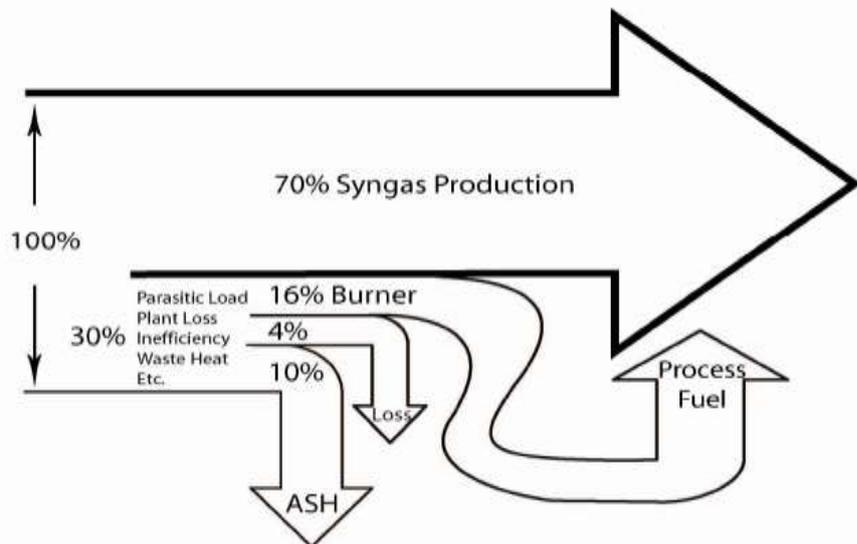 70% Syngas Production
100%
30%
Parasitic Load
Plant Loss
Inefficiency
Waste Heat
Etc.
16% Burner
4%
10%
Loss
ASH
Process
Fuel